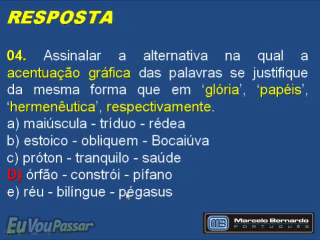 RESPOSTA
04. Assinalar a alternativa na qual a
acentuação gráfica das palavras se justifique
da mesma forma que em ‘glória’, ‘papéis’,
‘hermenêutica’, respectivamente.
a) maiúscula - tríduo - rédea
b) estoico - obliquem - Bocaiúva
c) próton - tranquilo - saúde
D) órfão - constrói - pífano
e) réu - bilíngue - pégasus
EuVouPassar
Marcelo Bernardo
PORTUGUÊS